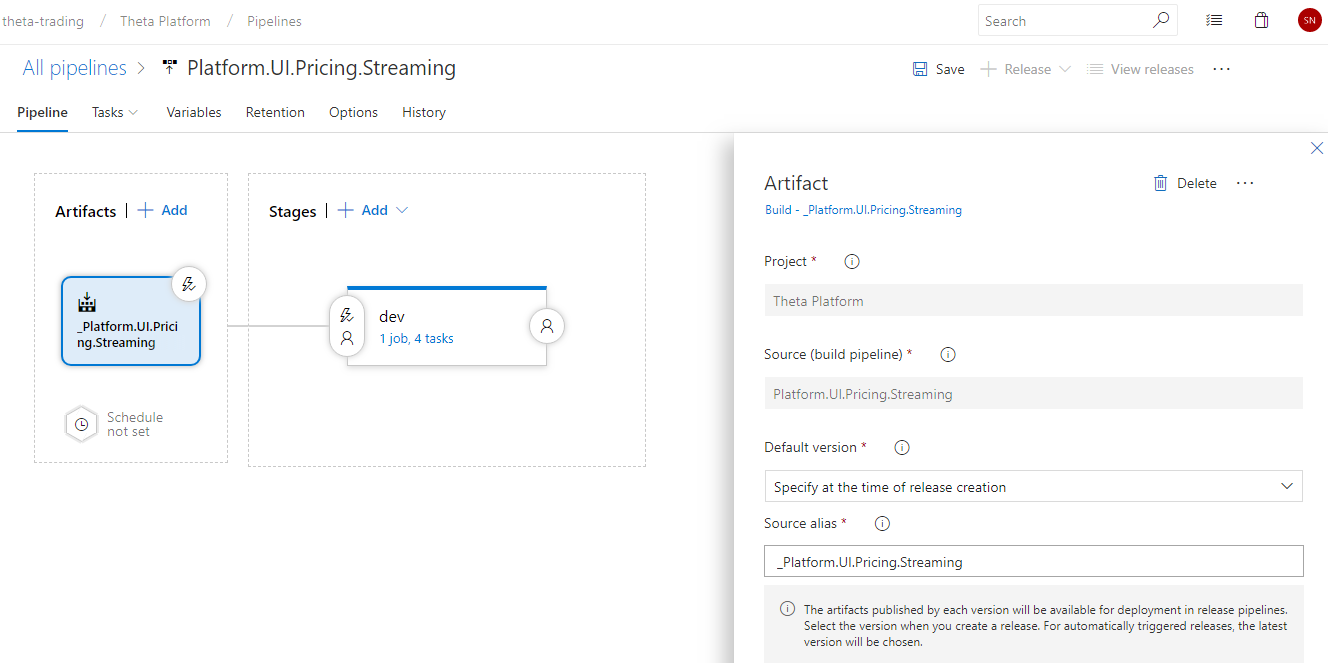 theta-trading / Theta Platform / Pipelines
Search
SN
All pipelines > Platform.UI.Pricing.Streaming
Save
Release
View releases
Pipeline Tasks Variables Retention Options History
Artifacts | + Add
Stages | + Add
_Platform.UI.Prici
ng.Streaming
Schedule
not set
dev
1 job, 4 tasks
Artifact
Delete
Build - _Platform.UI.Pricing.Streaming
Project *
Theta Platform
Source (build pipeline) *
Platform.UI.Pricing.Streaming
Default version *
Specify at the time of release creation
Source alias *
_Platform.UI.Pricing.Streaming
The artifacts published by each version will be available for deployment in release pipelines.
Select the version when you create a release. For automatically triggered releases, the latest
version will be chosen.